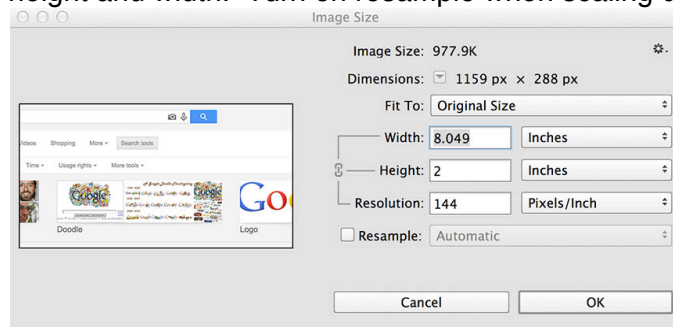 height and width. Turn on resample when scaling
Image Size
Image Size: 977.9K
Dimensions: 1159 px × 288 px
Fit To: Original Size
Width: 8.049 Inches
Height: 2 Inches
Resolution: 144 Pixels/Inch
Resample: Automatic
Cancel OK
Videos Shopping More Search tools
Time Usage rights More tools
Google
Goo
Doodle Logo